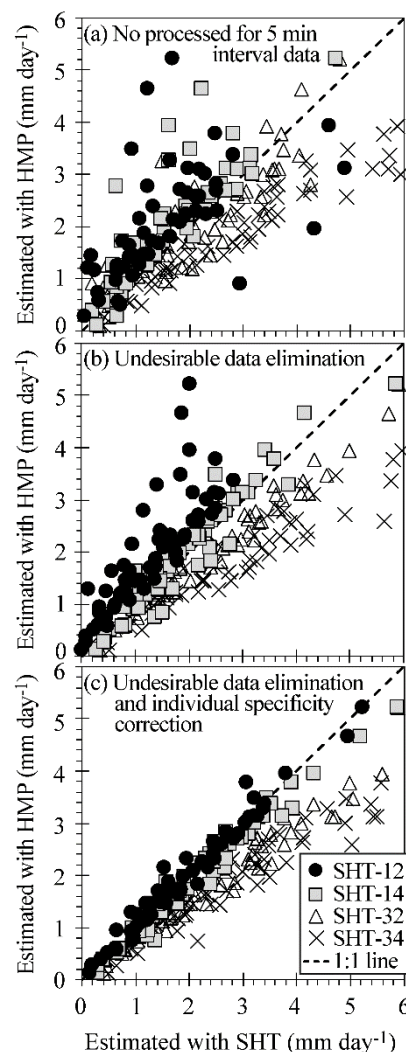 (a) No processed for 5 min
interval data
Estimated with HMP (mm day⁻¹)
6
5
4
3
2
1
0
(b) Undesirable data elimination
Estimated with HMP (mm day⁻¹)
6
5
4
3
2
1
0
(c) Undesirable data elimination
and individual specificity
correction
Estimated with HMP (mm day⁻¹)
6
5
4
3
2
1
0
SHT-12
SHT-14
SHT-32
SHT-34
1:1 line
0 1 2 3 4 5 6
Estimated with SHT (mm day⁻¹)